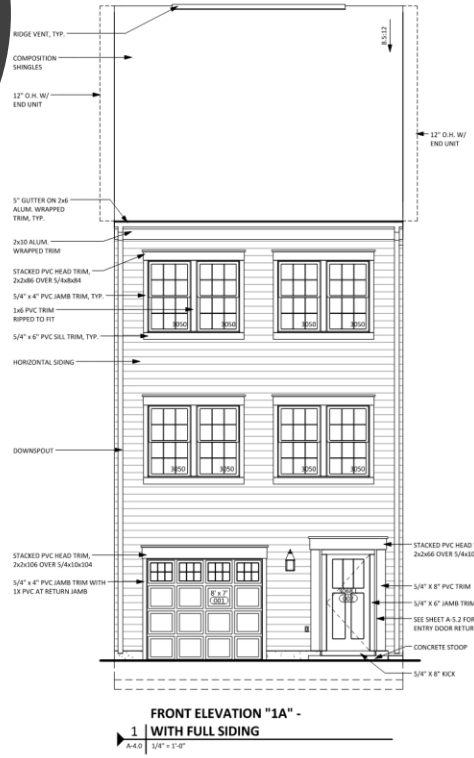 RIDGE VENT, TYP.
8.5:12
COMPOSITION
SHINGLES
12" O.H. W/
END UNIT
12" O.H. W/
END UNIT
5" GUTTER ON 2x6
ALUM. WRAPPED
TRIM, TYP.
2x10 ALUM.
WRAPPED TRIM
STACKED PVC HEAD TRIM,
2x2x86 OVER 5/4x8x84
5/4" x 4" PVC JAMB TRIM, TYP.
1x6 PVC TRIM
RIPPED TO FIT
3050 3050 3050 3050
5/4" x 6" PVC SILL TRIM, TYP.
HORIZONTAL SIDING
DOWNSPOUT
3050 3050 3050 3050
STACKED PVC HEAD TRIM,
2x2x106 OVER 5/4x10x104
STACKED PVC HEAD
2x2x66 OVER 5/4x10
5/4" x 4" PVC JAMB TRIM WITH
1X PVC AT RETURN JAMB
8' x 7'
001
5/4" X 8" PVC TRIM
5/4" X 6" JAMB TRIM
SEE SHEET A-5.2 FOR
ENTRY DOOR RETUR
CONCRETE STOOP
5/4" X 8" KICK
FRONT ELEVATION "1A" -
1 WITH FULL SIDING
A-4.0 1/4" = 1'-0"